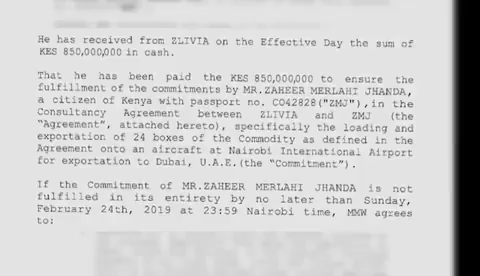 He has received from ZLIVIA on the Effective Day the sum of
KES 850,000,000 in cash.
That he has been paid the KES 850,000,000 to ensure the
fulfillment of the commitments by MR.ZAHEER MERLAHI JHANDA,
a citizen of Kenya with passport no. C042828("ZMJ"),in the
Consultancy Agreement between ZLIVIA and ZMJ (the
"Agreement", attached hereto), specifically the loading and
exportation of 24 boxes of the Commodity as defined in the
Agreement onto an aircraft at Nairobi International Airport
for exportation to Dubai, U.A.E.(the "Commitment").
If the Commitment of MR.ZAHEER MERLAHI JHANDA is not
fulfilled in its entirety by no later than Sunday,
February 24th, 2019 at 23:59 Nairobi time, MMW agrees
to: